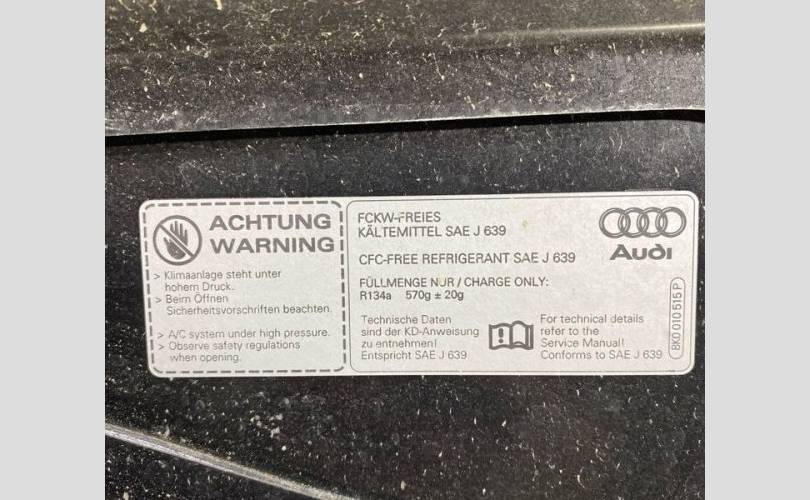 ACHTUNG
WARNING
> Klimaanlage steht unter
hohem Druck.
> Beim Öffnen
Sicherheitsvorschriften beachten.
> A/C system under high pressure.
> Observe safety regulations
when opening.
FCKW-FREIES
KÄLTEMITTEL SAE J 639
CFC-FREE REFRIGERANT SAE J 639
FÜLLMENGE NUR / CHARGE ONLY:
R134a 570g ± 20g
Technische Daten
sind der KD-Anweisung
zu entnehmen!
Entspricht SAE J 639
For technical details
refer to the
Service Manual!
Conforms to SAE J 639
Audi
8K0 010 515 P